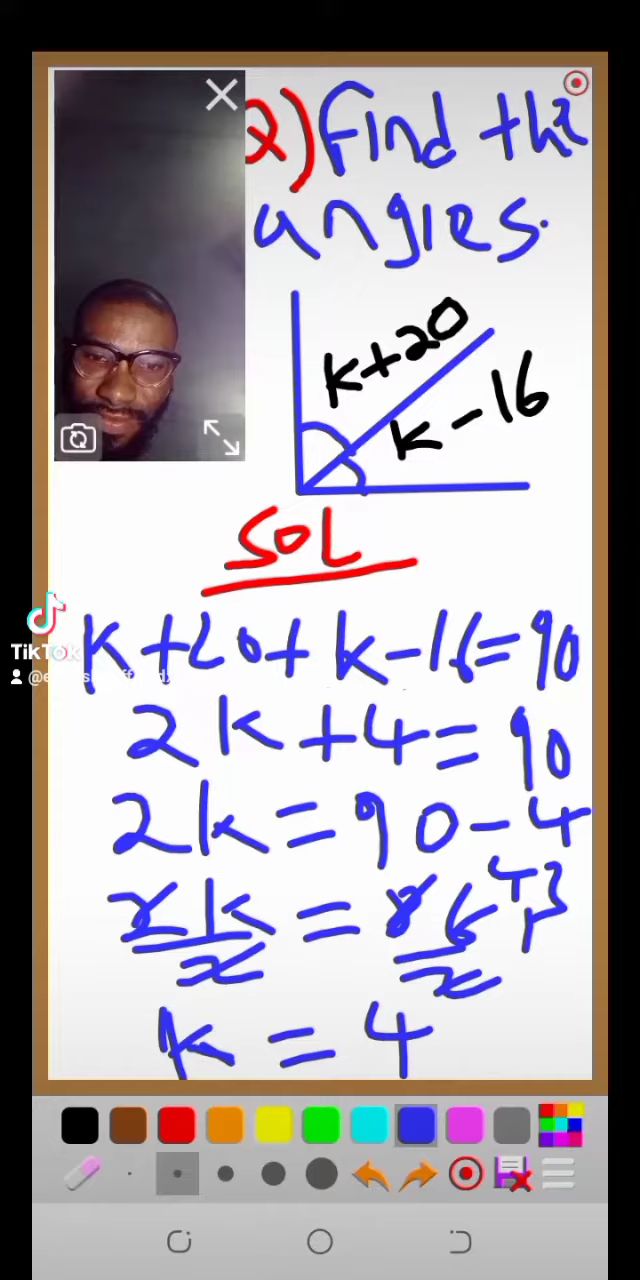 2) Find the
angles.
k+20
k-16
SOL
k+20+k-16=90
TikTok
2k+4=90
2k=90-4
2k/2=86/2 43
k=4